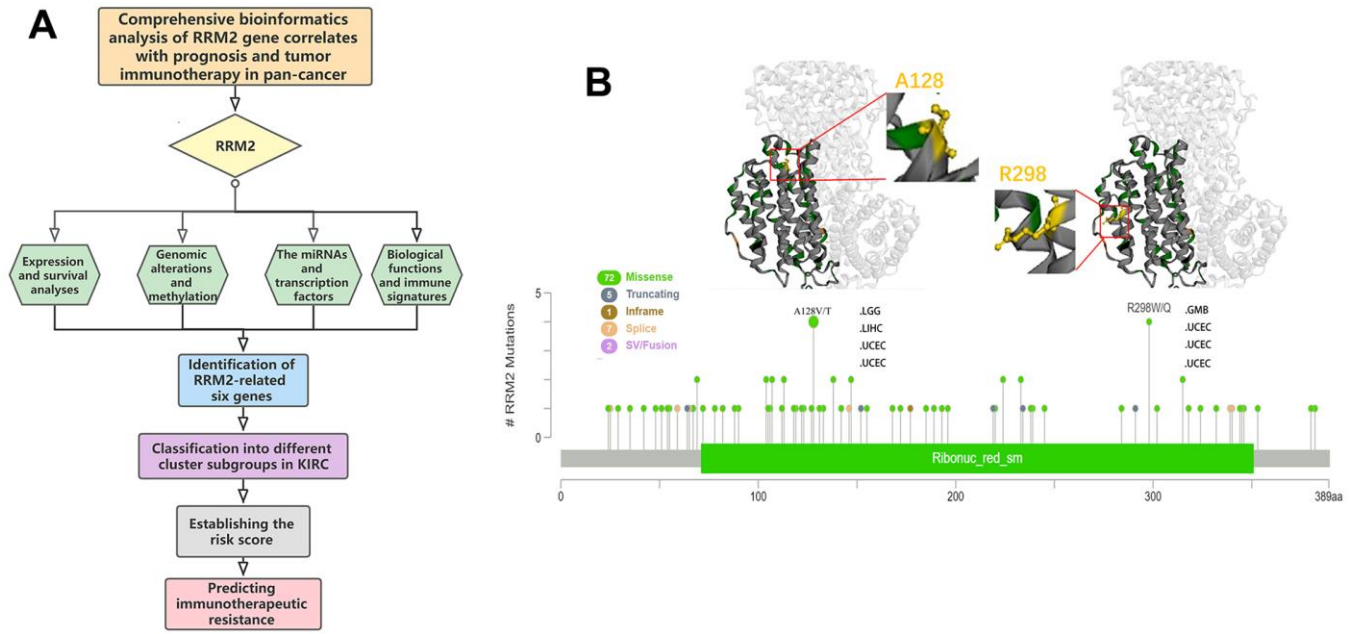 A
Comprehensive bioinformatics
analysis of RRM2 gene correlates
with prognosis and tumor
immunotherapy in pan-cancer
RRM2
Expression
and survival
analyses
Genomic
alterations
and
methylation
The miRNAs
and
transcription
factors
Biological
functions
and immune
signatures
Identification of
RRM2-related
six genes
Classification into different
cluster subgroups in KIRC
Establishing the
risk score
Predicting
immunotherapeutic
resistance
B
A128
R298
72 Missense
5 Truncating
1 Inframe
7 Splice
2 SV/Fusion
A128V/T
.LGG
.LIHC
.UCEC
.UCEC
R298W/Q
.GMB
.UCEC
.UCEC
.UCEC
# RRM2 Mutations
5
0
Ribonuc_red_sm
0
100
200
300
389aa